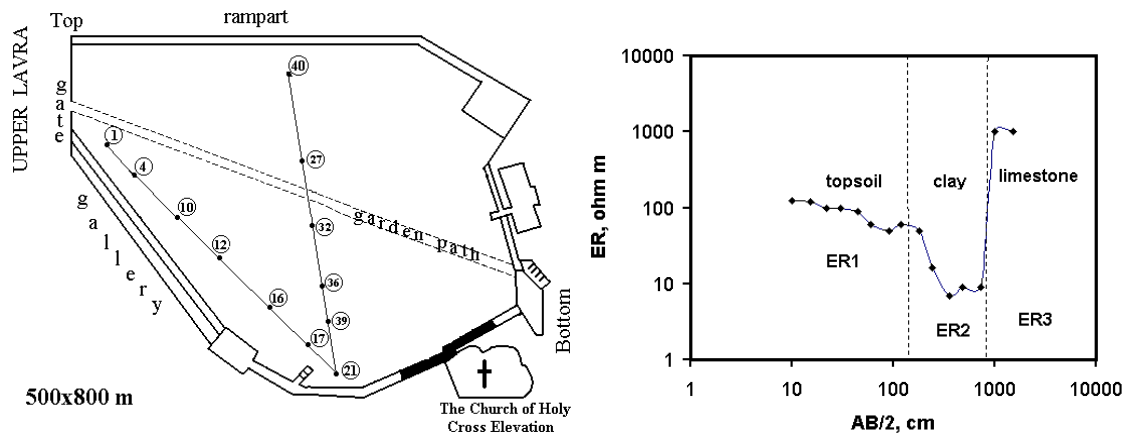 UPPER LAVRA
Top
rampart
gate
gallery
garden path
1
4
10
12
16
17
21
40
27
32
36
39
Bottom
500x800 m
The Church of Holy
Cross Elevation
ER, ohm m
10000
1000
100
10
1
topsoil
clay
limestone
ER1
ER2
ER3
1
10
100
1000
10000
AB/2, cm